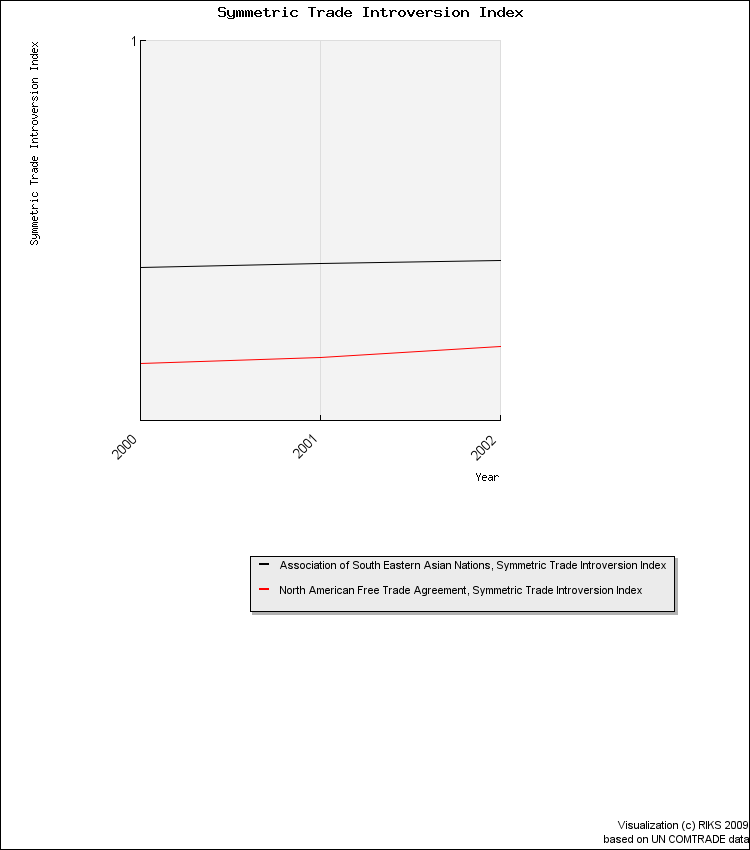 Symmetric Trade Introversion Index
Symmetric Trade Introversion Index
1
2000
2001
2002
Year
Association of South Eastern Asian Nations, Symmetric Trade Introversion Index
North American Free Trade Agreement, Symmetric Trade Introversion Index
Visualization (c) RIKS 2009
based on UN COMTRADE data